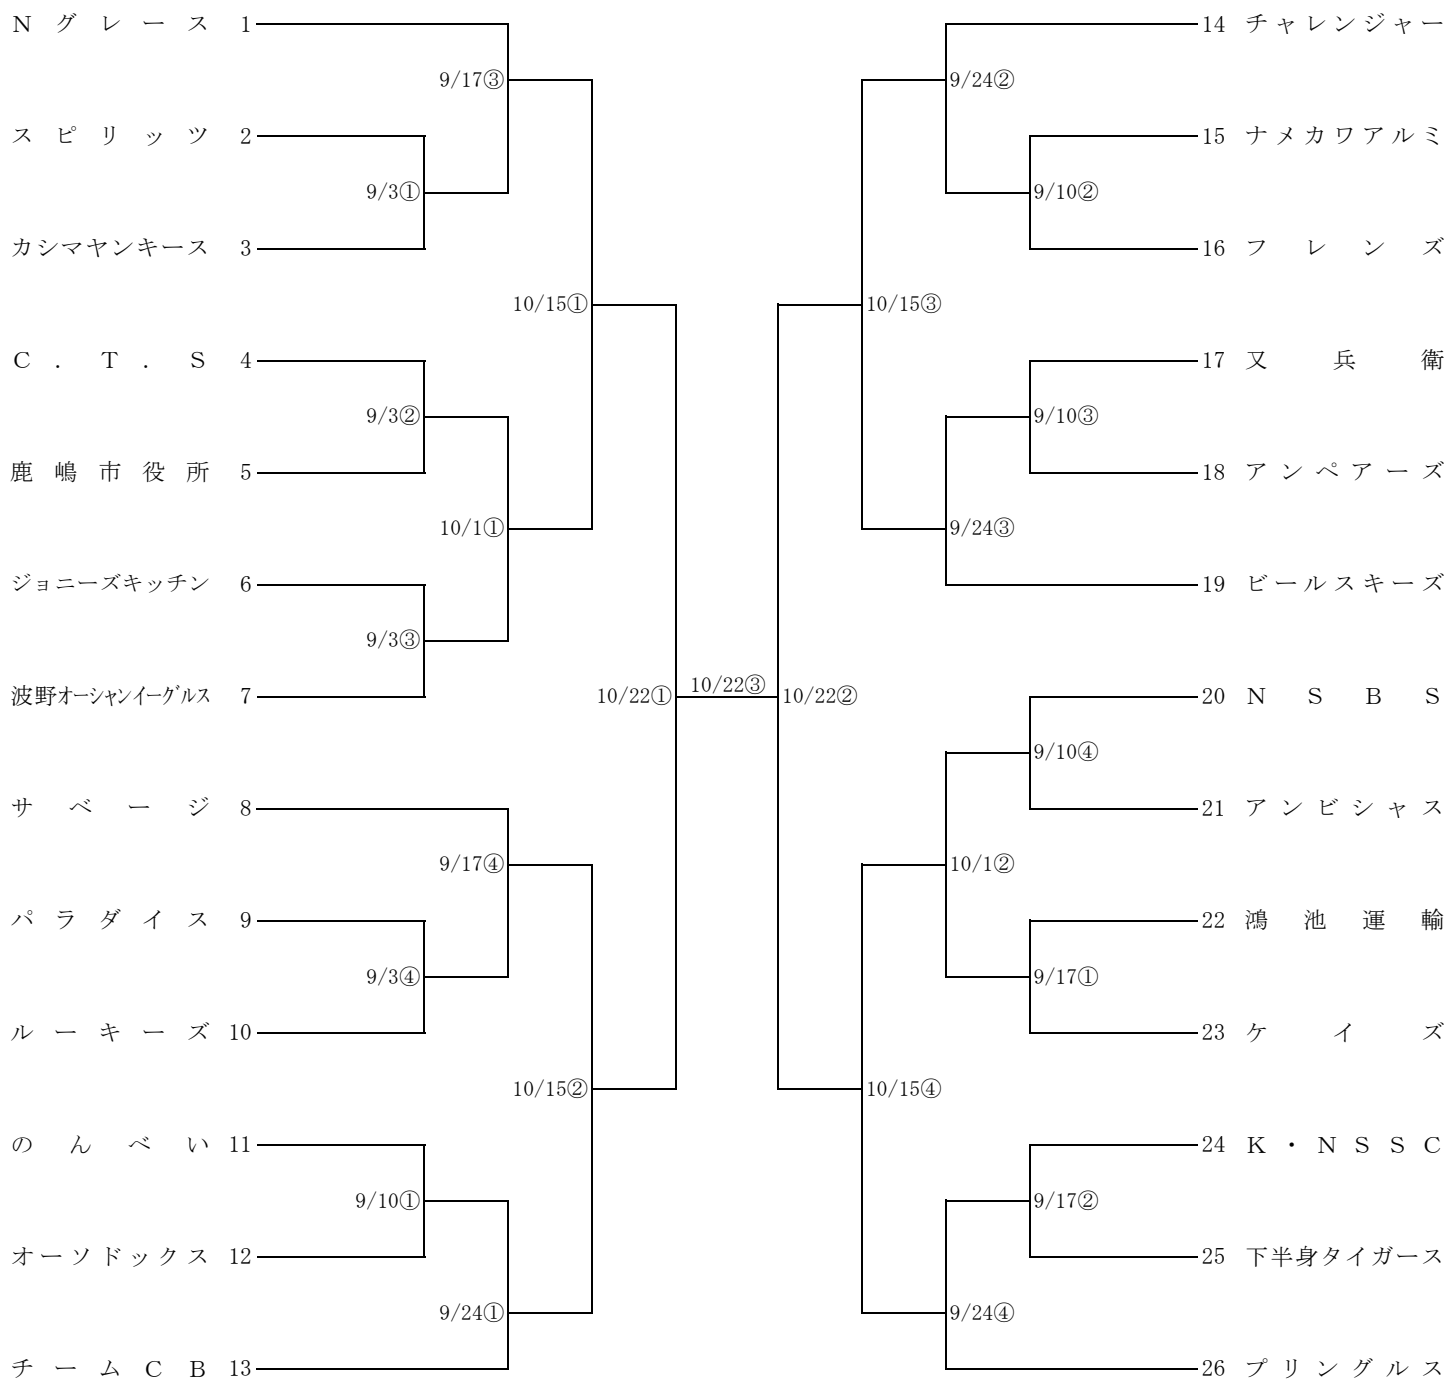 Nグレース 1
14 チャレンジャー
9/17③
9/24②
スピリッツ 2
15 ナメカワアルミ
9/3①
9/10②
カシマヤンキース 3
16 フレンズ
10/15①
10/15③
C.T.S 4
17 又兵衛
9/3②
9/10③
鹿嶋市役所 5
18 アンペアーズ
10/1①
9/24③
ジョニーズキッチン 6
19 ビールスキーズ
9/3③
波野オーシャンイーグルス 7
10/22①
10/22③
10/22②
20 NSBS
9/10④
サベージ 8
21 アンビシャス
9/17④
10/1②
パラダイス 9
22 鴻池運輸
9/3④
9/17①
ルーキーズ 10
23 ケイズ
10/15②
10/15④
のんべい 11
24 K・NSSC
9/10①
9/17②
オーソドックス 12
25 下半身タイガース
9/24①
9/24④
チームCB 13
26 プリングルス